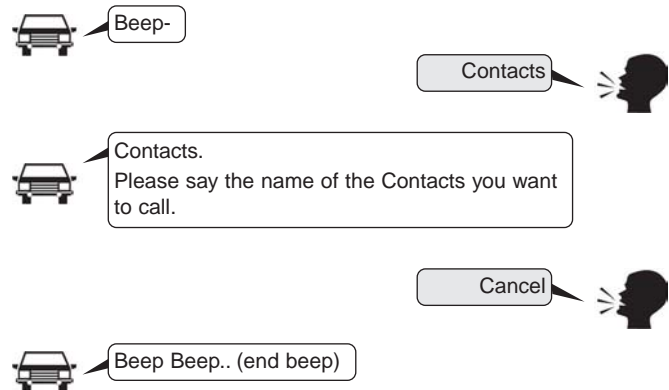 Beep-
Contacts
Contacts.
Please say the name of the Contacts you want
to call.
Cancel
Beep Beep.. (end beep)